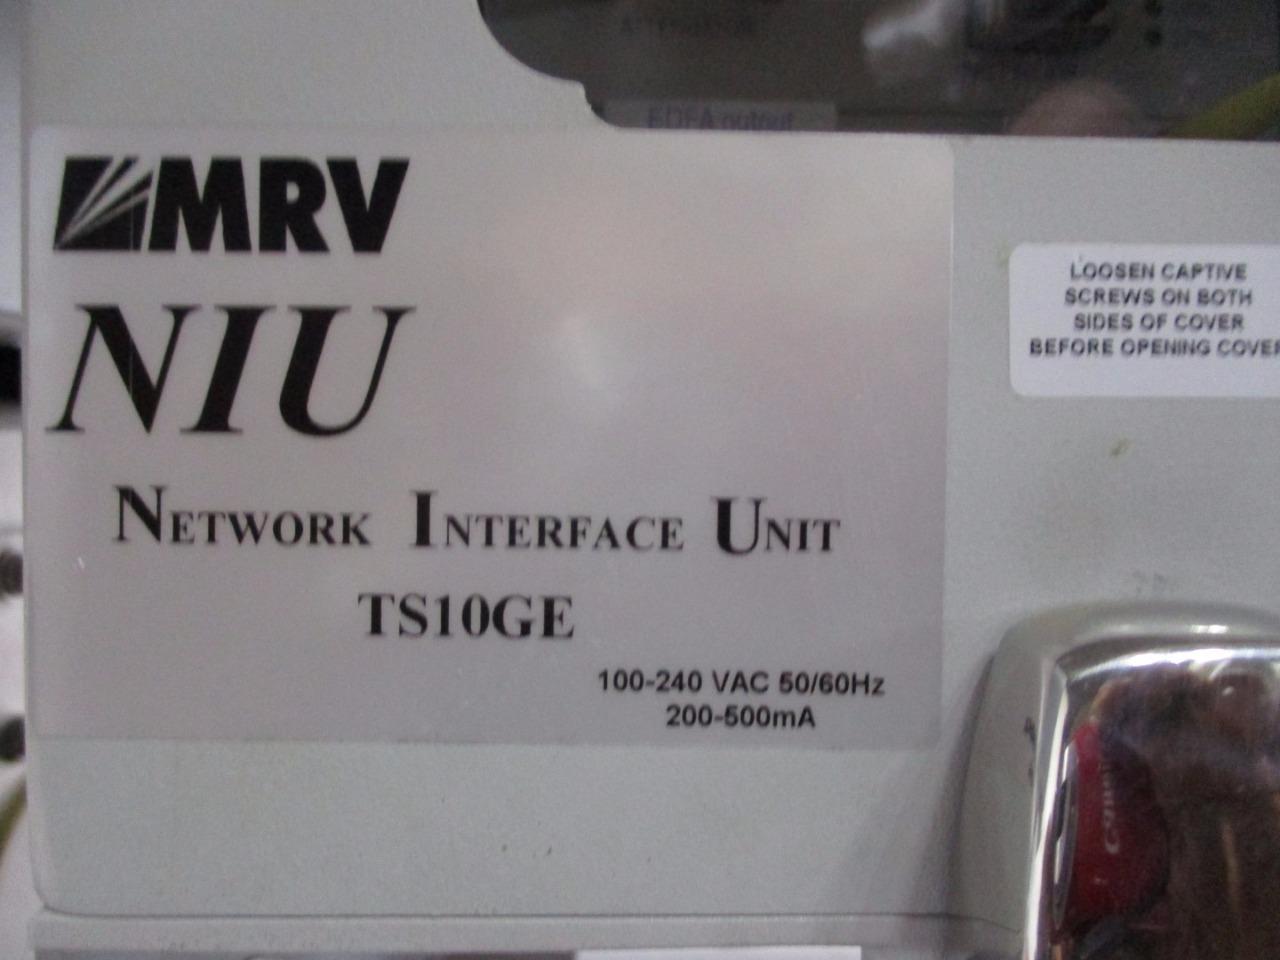 EDFA output
MRV
NIU
NETWORK INTERFACE UNIT
TS10GE
100-240 VAC 50/60Hz
200-500mA
LOOSEN CAPTIVE
SCREWS ON BOTH
SIDES OF COVER
BEFORE OPENING COVER
Canon